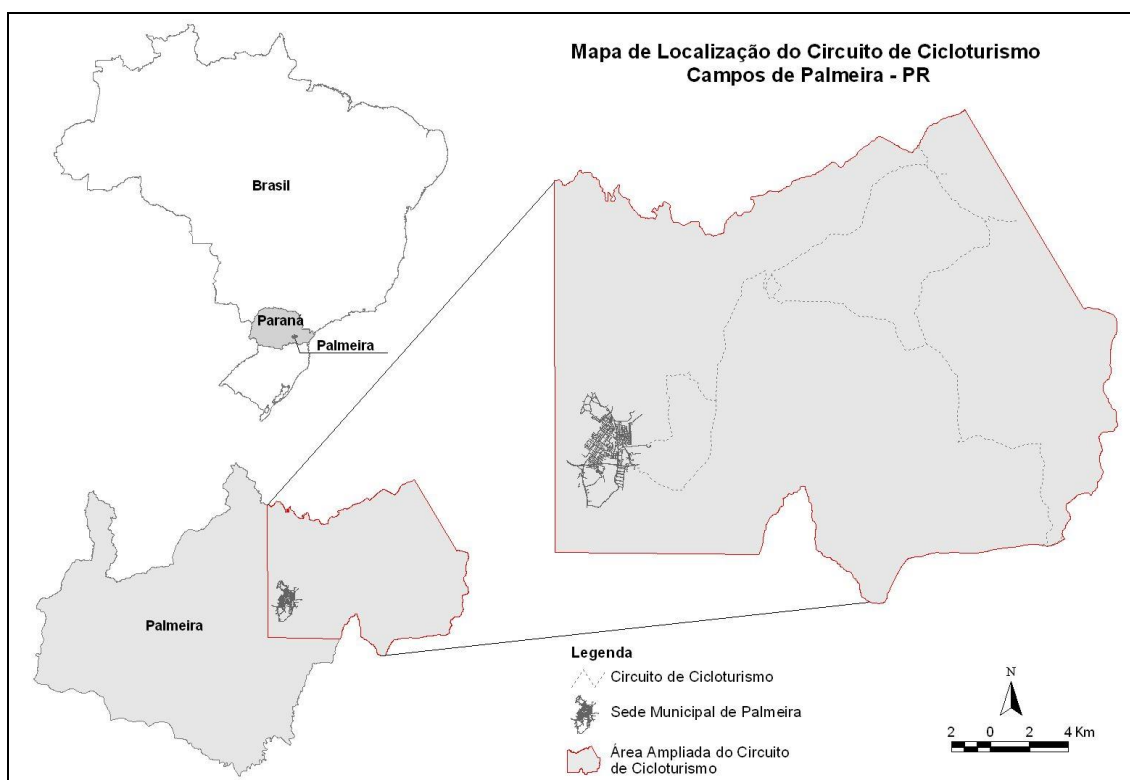 Mapa de Localização do Circuito de Cicloturismo
Campos de Palmeira - PR
Brasil
Paraná
Palmeira
Palmeira
Legenda
Circuito de Cicloturismo
Sede Municipal de Palmeira
Área Ampliada do Circuito
de Cicloturismo
N
2 0 2 4 Km